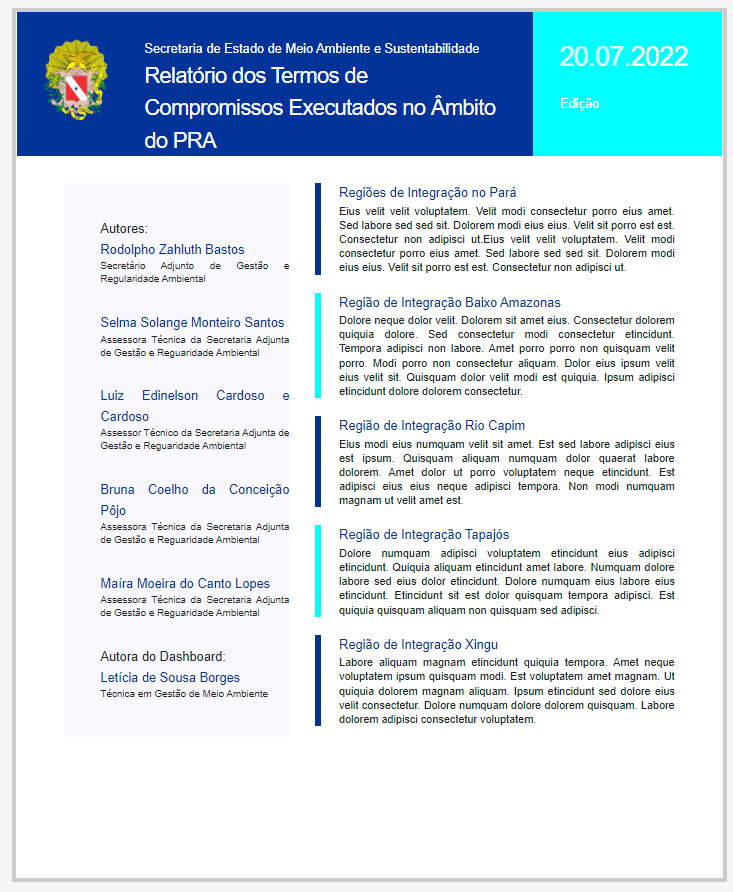 Secretaria de Estado de Meio Ambiente e Sustentabilidade
Relatório dos Termos de
Compromissos Executados no Âmbito
do PRA
20.07.2022
Edição
Autores:
Rodolpho Zahluth Bastos
Secretário Adjunto de Gestão e
Regularidade Ambiental
Selma Solange Monteiro Santos
Assessora Técnica da Secretaria Adjunta
de Gestão e Reguaridade Ambiental
Luiz Edinelson Cardoso e
Cardoso
Assessor Técnico da Secretaria Adjunta de
Gestão e Reguaridade Ambiental
Bruna Coelho da Conceição
Pôjo
Assessora Técnica da Secretaria Adjunta
de Gestão e Reguaridade Ambiental
Maíra Moeira do Canto Lopes
Assessora Técnica da Secretaria Adjunta
de Gestão e Reguaridade Ambiental
Autora do Dashboard:
Letícia de Sousa Borges
Técnica em Gestão de Meio Ambiente
Regiões de Integração no Pará
Eius velit velit voluptatem. Velit modi consectetur porro eius amet.
Sed labore sed sed sit. Dolorem modi eius eius. Velit sit porro est est.
Consectetur non adipisci ut.Eius velit velit voluptatem. Velit modi
consectetur porro eius amet. Sed labore sed sed sit. Dolorem modi
eius eius. Velit sit porro est est. Consectetur non adipisci ut.
Região de Integração Baixo Amazonas
Dolore neque dolor velit. Dolorem sit amet eius. Consectetur dolorem
quiquia dolore. Sed consectetur modi consectetur etincidunt.
Tempora adipisci non labore. Amet porro porro non quisquam velit
porro. Modi porro non consectetur aliquam. Dolor eius ipsum velit
eius velit sit. Quisquam dolor velit modi est quiquia. Ipsum adipisci
etincidunt dolore dolorem consectetur.
Região de Integração Rio Capim
Eius modi eius numquam velit sit amet. Est sed labore adipisci eius
est ipsum. Quisquam aliquam numquam dolor quaerat labore
dolorem. Amet dolor ut porro voluptatem neque etincidunt. Est
adipisci eius eius neque adipisci tempora. Non modi numquam
magnam ut velit amet est.
Região de Integração Tapajós
Dolore numquam adipisci voluptatem etincidunt eius adipisci
etincidunt. Quiquia aliquam etincidunt amet labore. Numquam dolore
labore sed eius dolor etincidunt. Dolore numquam eius labore eius
etincidunt. Etincidunt sit est dolor quisquam tempora adipisci. Est
quiquia quisquam aliquam non quisquam sed adipisci.
Região de Integração Xingu
Labore aliquam magnam etincidunt quiquia tempora. Amet neque
voluptatem ipsum quisquam modi. Est voluptatem amet magnam. Ut
quiquia dolorem magnam aliquam. Ipsum etincidunt sed dolore eius
velit consectetur. Dolore numquam dolore dolorem quisquam. Labore
dolorem adipisci consectetur voluptatem.